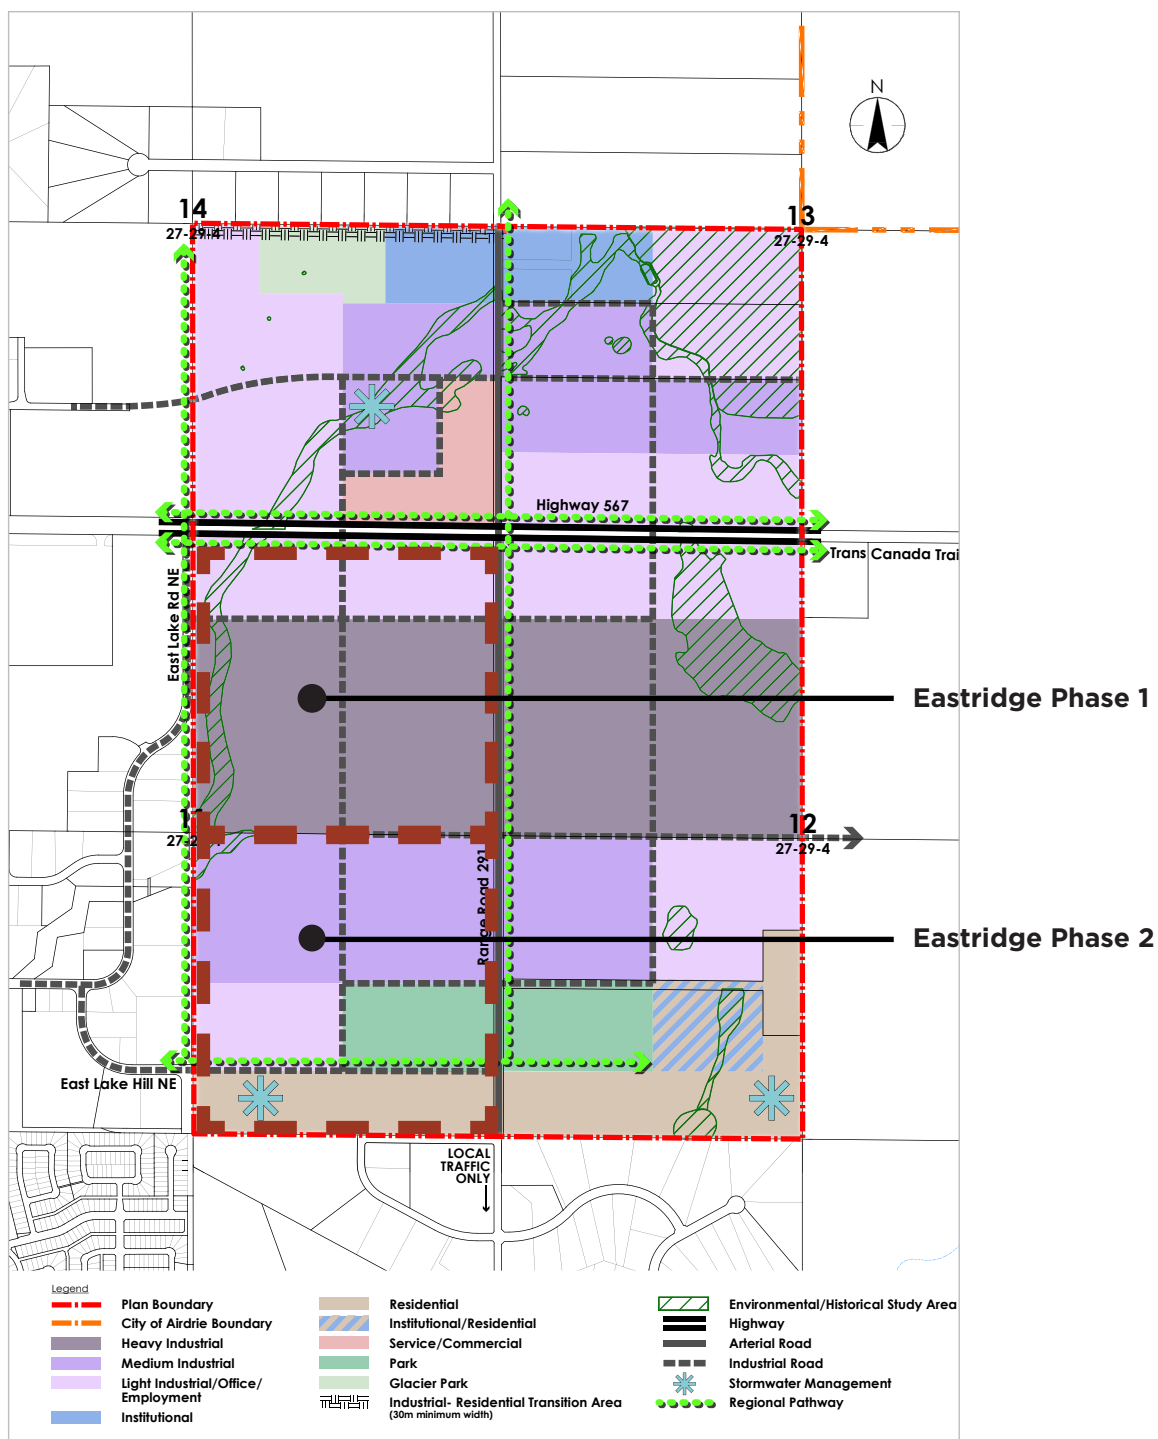 N
14
27-29-4
13
27-29-4
Highway 567
Trans Canada Trai
East Lake Rd NE
Eastridge Phase 1
12
27-29-4
Range Road 291
Eastridge Phase 2
East Lake Hill NE
LOCAL
TRAFFIC
ONLY
Legend
Plan Boundary
City of Airdrie Boundary
Heavy Industrial
Medium Industrial
Light Industrial/Office/
Employment
Institutional
Residential
Institutional/Residential
Service/Commercial
Park
Glacier Park
Industrial- Residential Transition Area
(30m minimum width)
Environmental/Historical Study Area
Highway
Arterial Road
Industrial Road
Stormwater Management
Regional Pathway